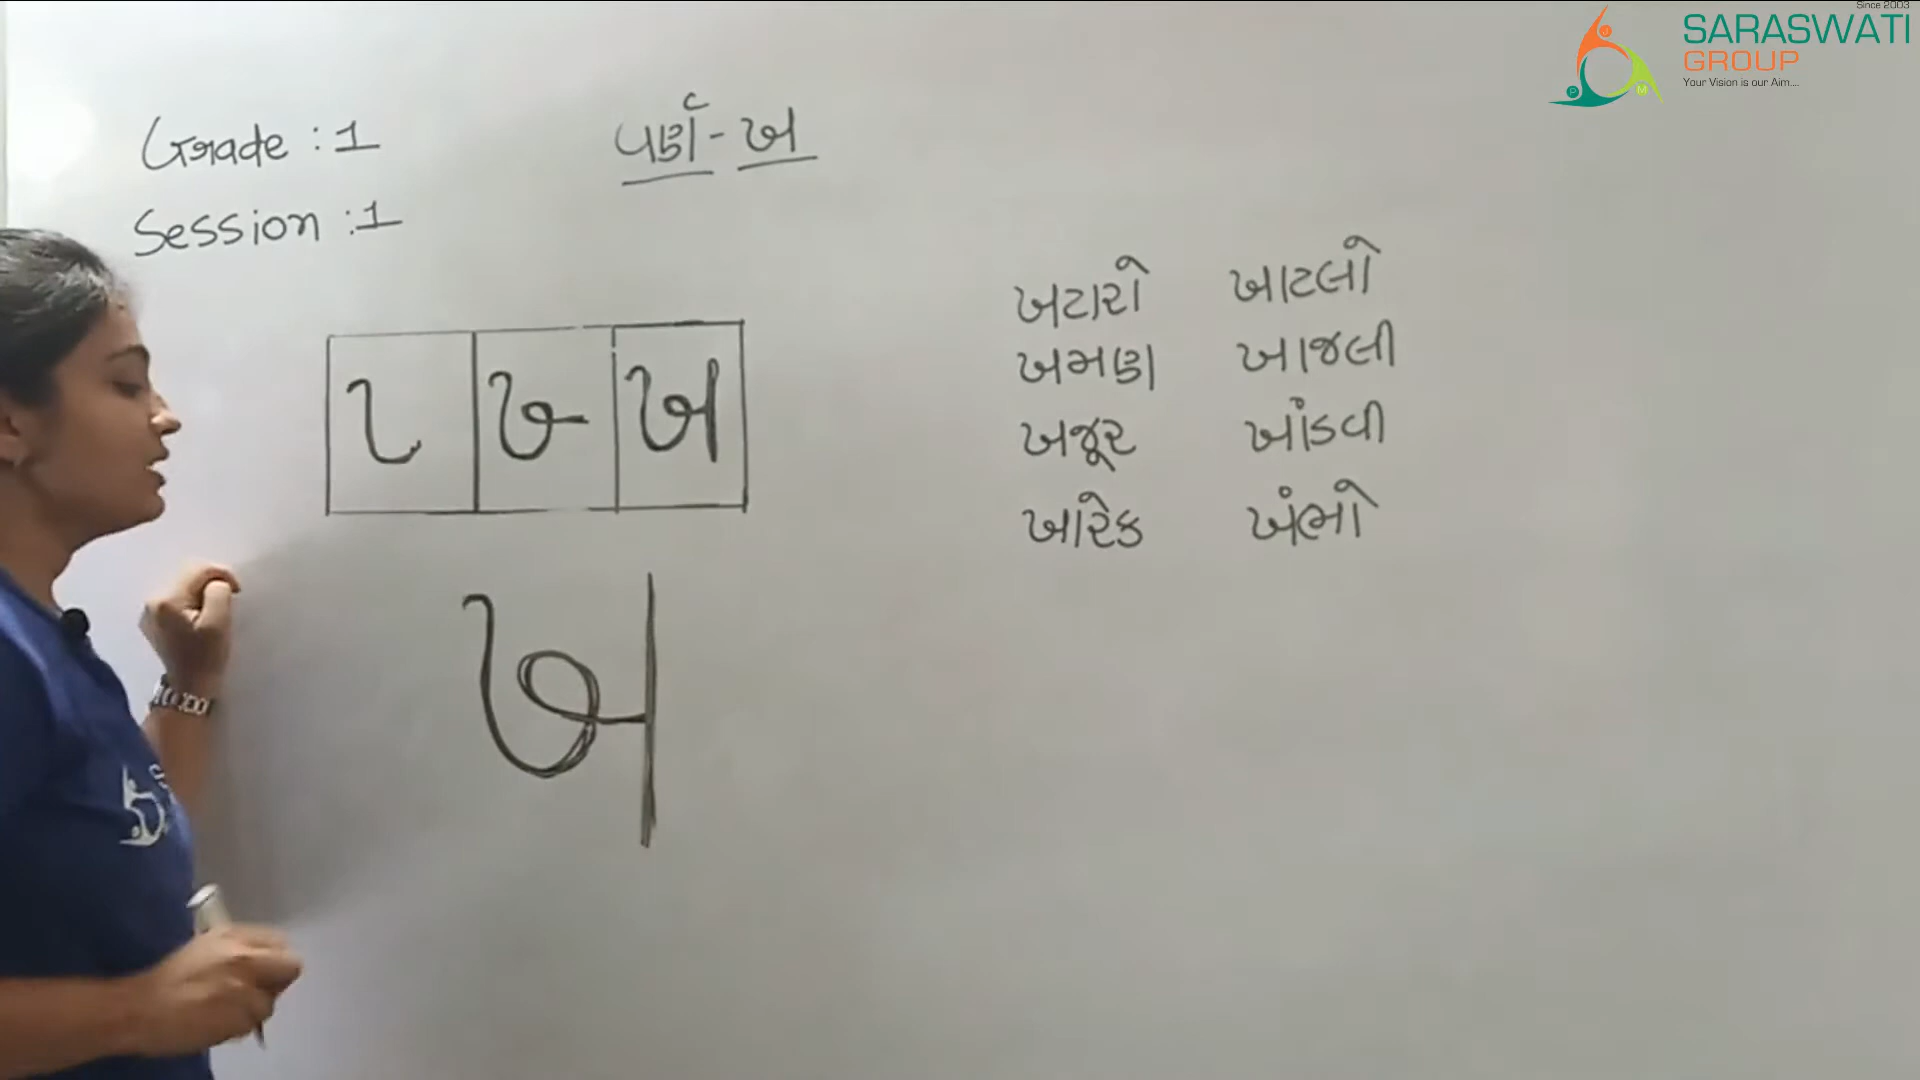 Since 2003
SARASWATI
GROUP
Your Vision is our Aim....
Grade : 1
વર્ણ - ખ
Session : 1
ખટારો ખાટલો
ખમણ ખાજલી
ખજૂર ખાંડવી
ખારેક ખંભો
ખ
ખ